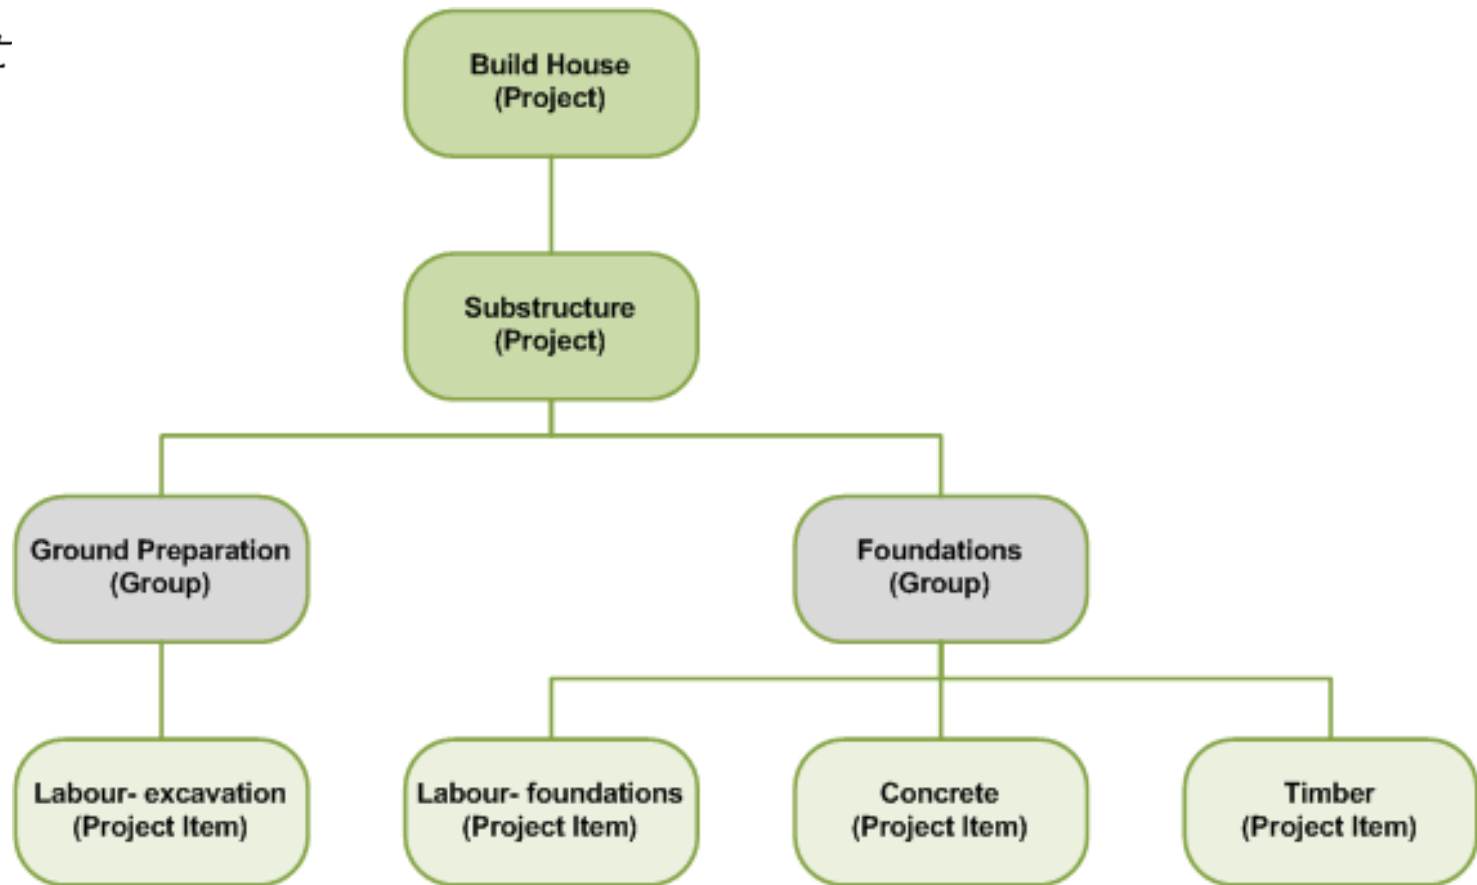 Build House
(Project)
Substructure
(Project)
Ground Preparation
(Group)
Foundations
(Group)
Labour- excavation
(Project Item)
Labour- foundations
(Project Item)
Concrete
(Project Item)
Timber
(Project Item)